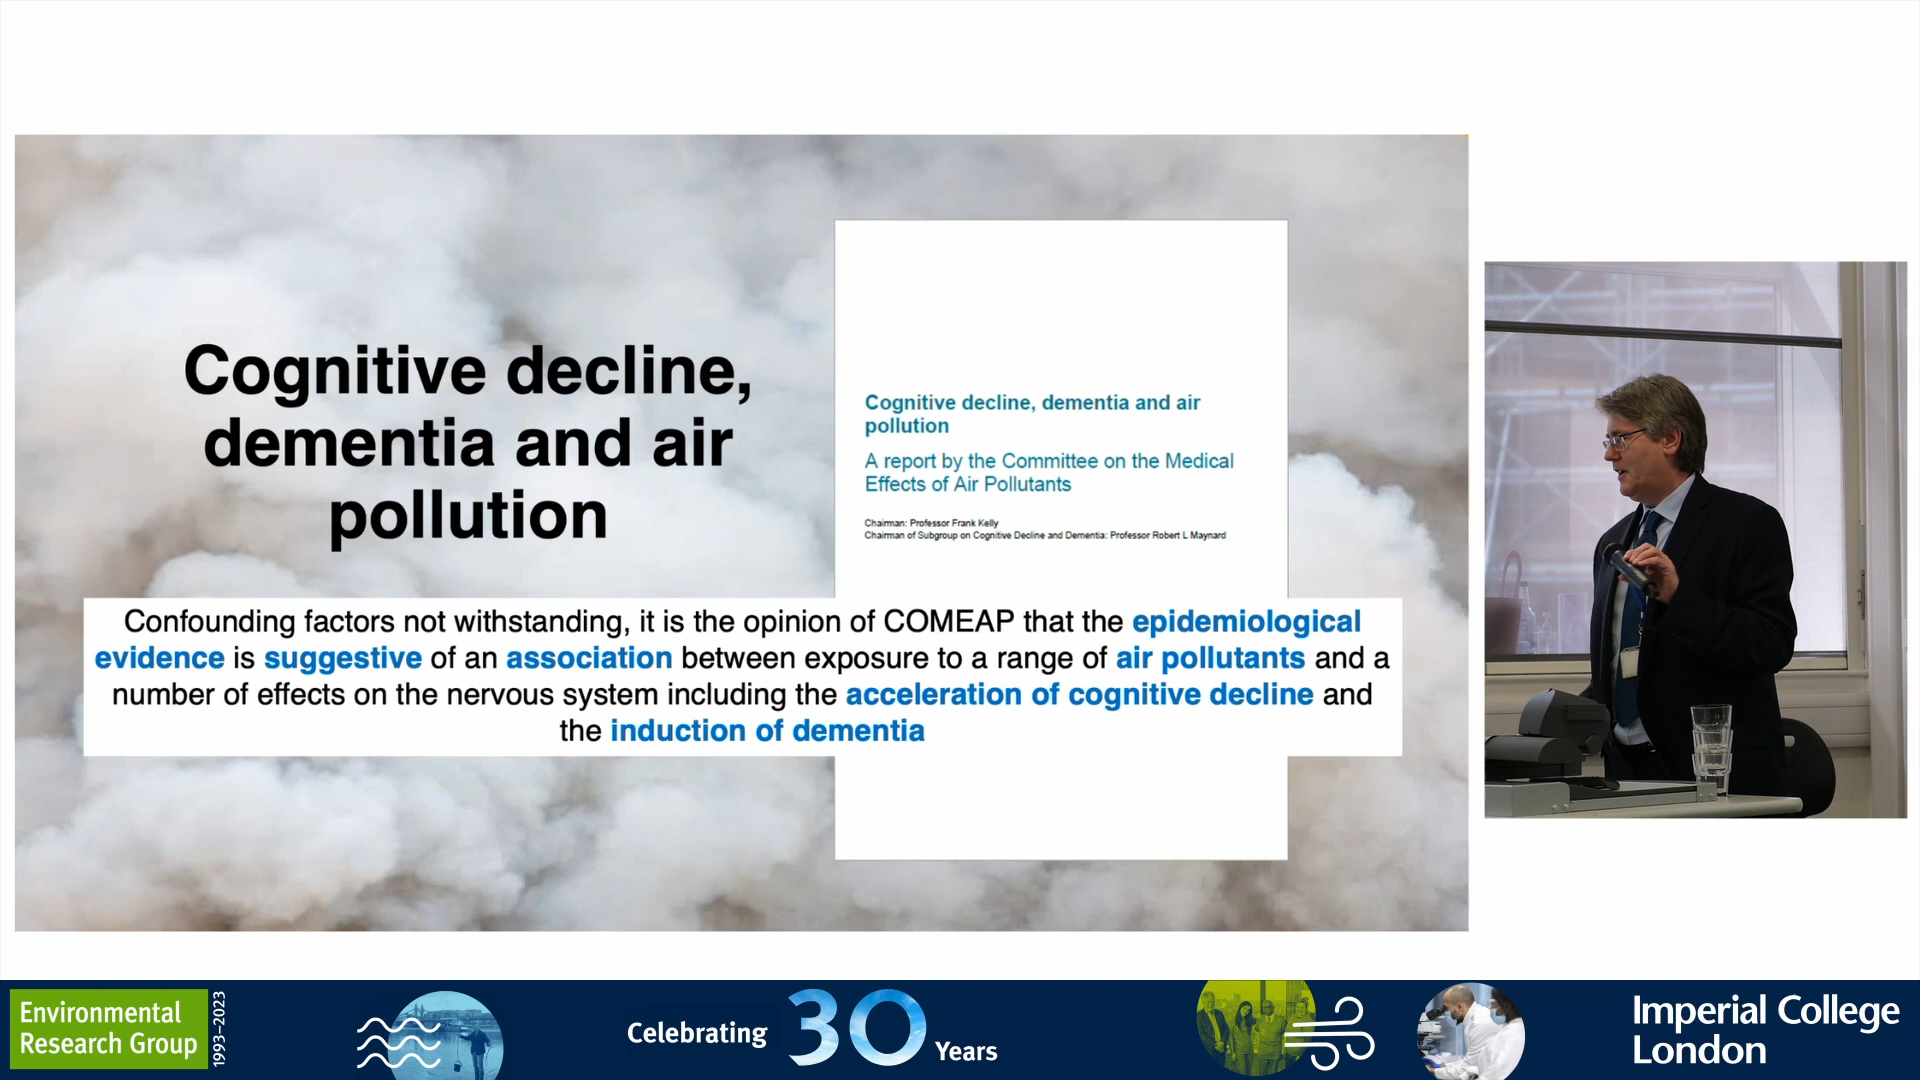 Cognitive decline,
dementia and air
pollution
Cognitive decline, dementia and air
pollution
A report by the Committee on the Medical
Effects of Air Pollutants
Chairman: Professor Frank Kelly
Chairman of Subgroup on Cognitive Decline and Dementia: Professor Robert L Maynard
Confounding factors not withstanding, it is the opinion of COMEAP that the epidemiological
evidence is suggestive of an association between exposure to a range of air pollutants and a
number of effects on the nervous system including the acceleration of cognitive decline and
the induction of dementia
Environmental
Research Group
1993–2023
Celebrating 30 Years
Imperial College
London